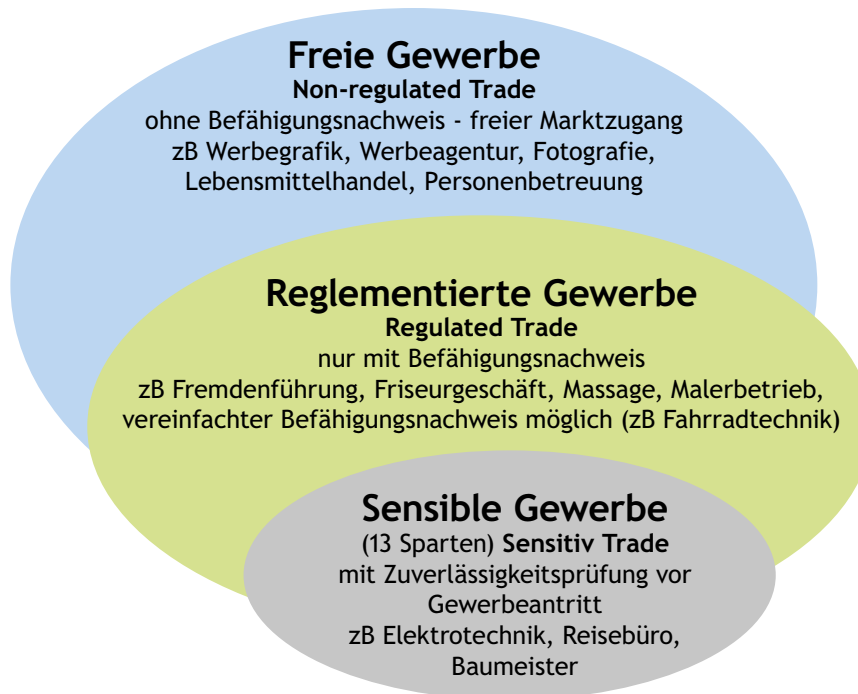 Freie Gewerbe
Non-regulated Trade
ohne Befähigungsnachweis - freier Marktzugang
zB Werbegrafik, Werbeagentur, Fotografie,
Lebensmittelhandel, Personenbetreuung
Reglementierte Gewerbe
Regulated Trade
nur mit Befähigungsnachweis
zB Fremdenführung, Friseurgeschäft, Massage, Malerbetrieb,
vereinfachter Befähigungsnachweis möglich (zB Fahrradtechnik)
Sensible Gewerbe
(13 Sparten) Sensitiv Trade
mit Zuverlässigkeitsprüfung vor
Gewerbeantritt
zB Elektrotechnik, Reisebüro,
Baumeister